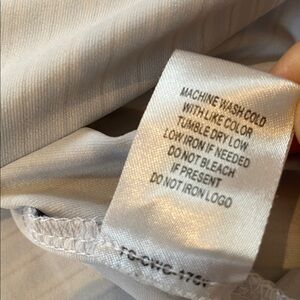 MACHINE WASH COLD
WITH LIKE COLOR
TUMBLE DRY LOW
LOW IRON IF NEEDED
DO NOT BLEACH
IF PRESENT
DO NOT IRON LOGO